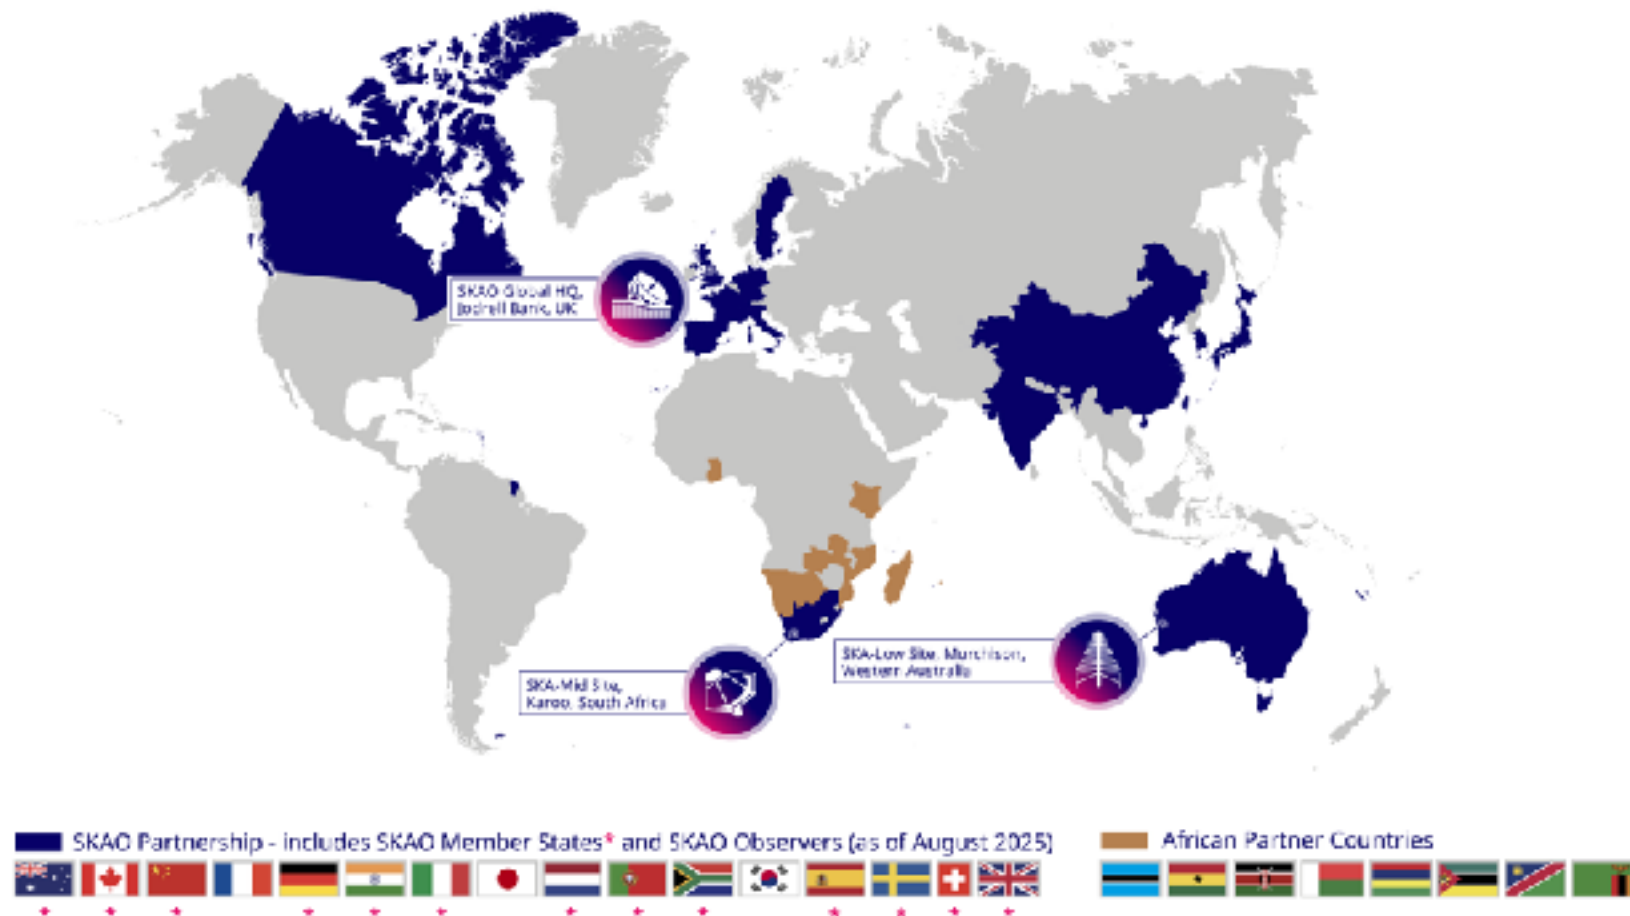 SKAO Global HQ,
Jodrell Bank, UK
SKA-Low Site, Murchison,
Western Australia
SKA-Mid Site,
Karoo, South Africa
SKAO Partnership - includes SKAO Member States* and SKAO Observers (as of August 2025)
African Partner Countries
* * * * * * * * * * * * *